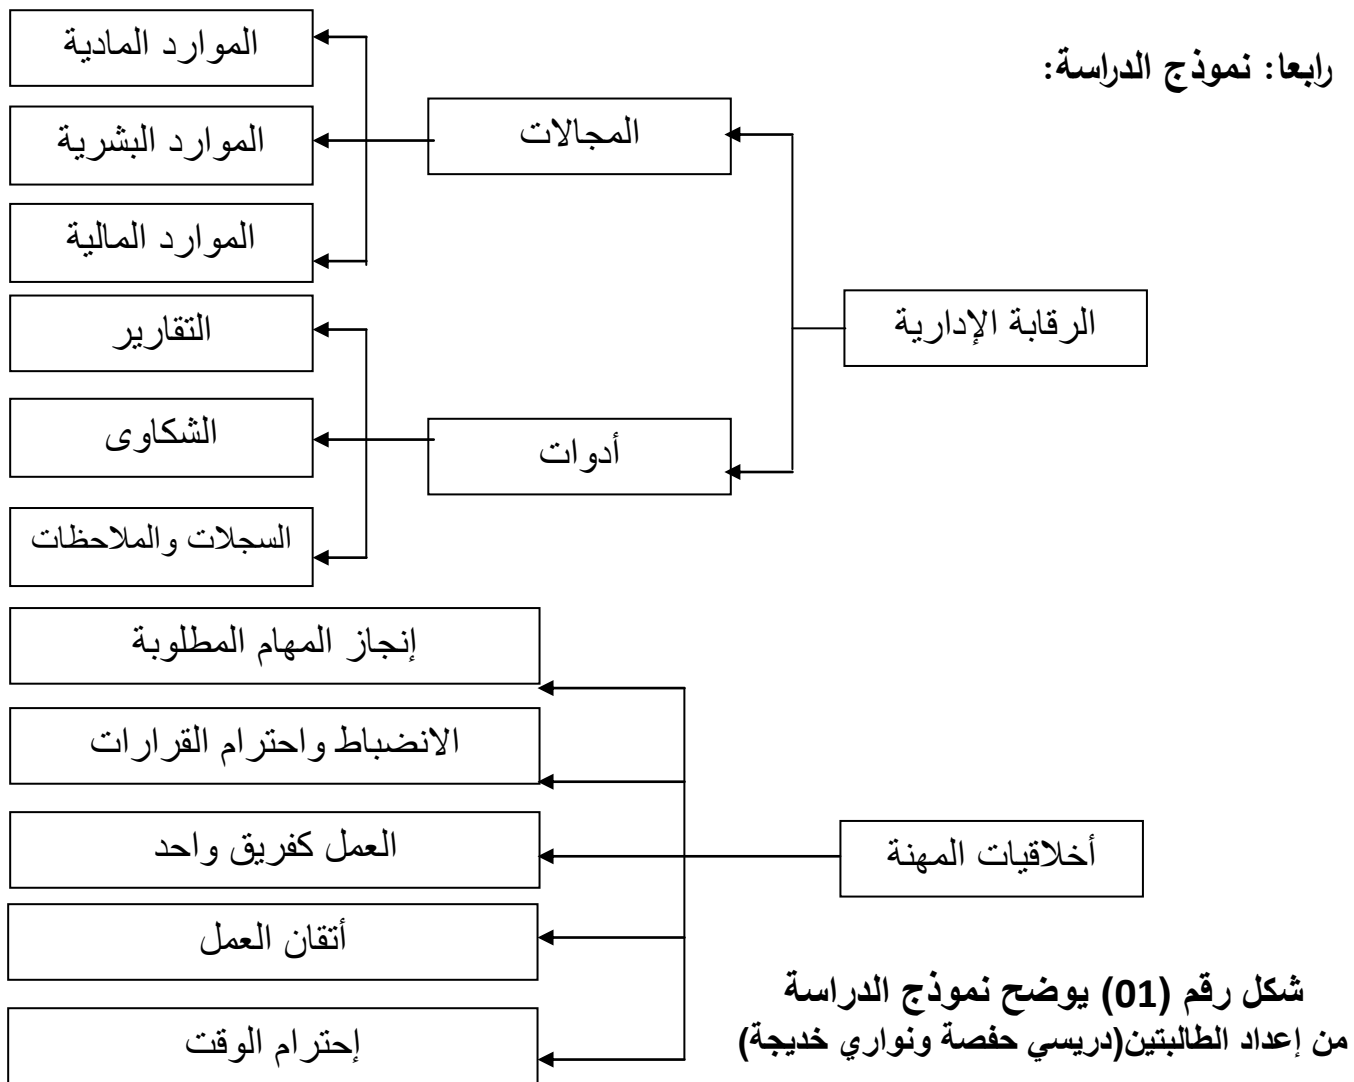 رابعا: نموذج الدراسة:
الرقابة الإدارية
المجالات
الموارد المادية
الموارد البشرية
الموارد المالية
أدوات
التقارير
الشكاوى
السجلات والملاحظات
أخلاقيات المهنة
إنجاز المهام المطلوبة
الانضباط واحترام القرارات
العمل كفريق واحد
أتقان العمل
إحترام الوقت
شكل رقم (01) يوضح نموذج الدراسة
من إعداد الطالبتين(دريسي حفصة ونواري خديجة)